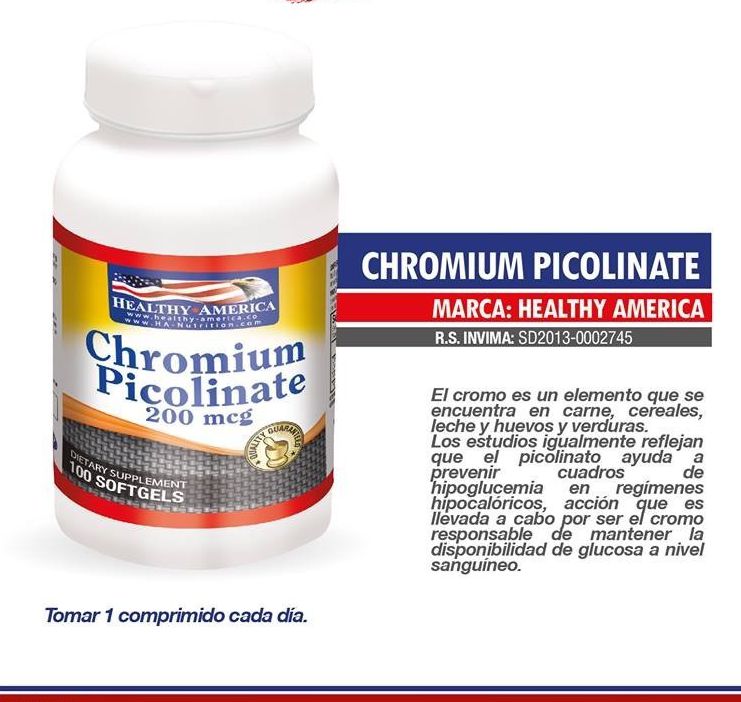 HEALTHY AMERICA
www.healthy-america.co
www.HA-Nutrition.com
Chromium
Picolinate
200 mcg
QUALITY GUARANTEED
DIETARY SUPPLEMENT
100 SOFTGELS
CHROMIUM PICOLINATE
MARCA: HEALTHY AMERICA
R.S. INVIMA: SD2013-0002745
El cromo es un elemento que se
encuentra en carne, cereales,
leche y huevos y verduras.
Los estudios igualmente reflejan
que el picolinato ayuda a
prevenir cuadros de
hipoglucemia en regímenes
hipocalóricos, acción que es
llevada a cabo por ser el cromo
responsable de mantener la
disponibilidad de glucosa a nivel
sanguíneo.
Tomar 1 comprimido cada día.